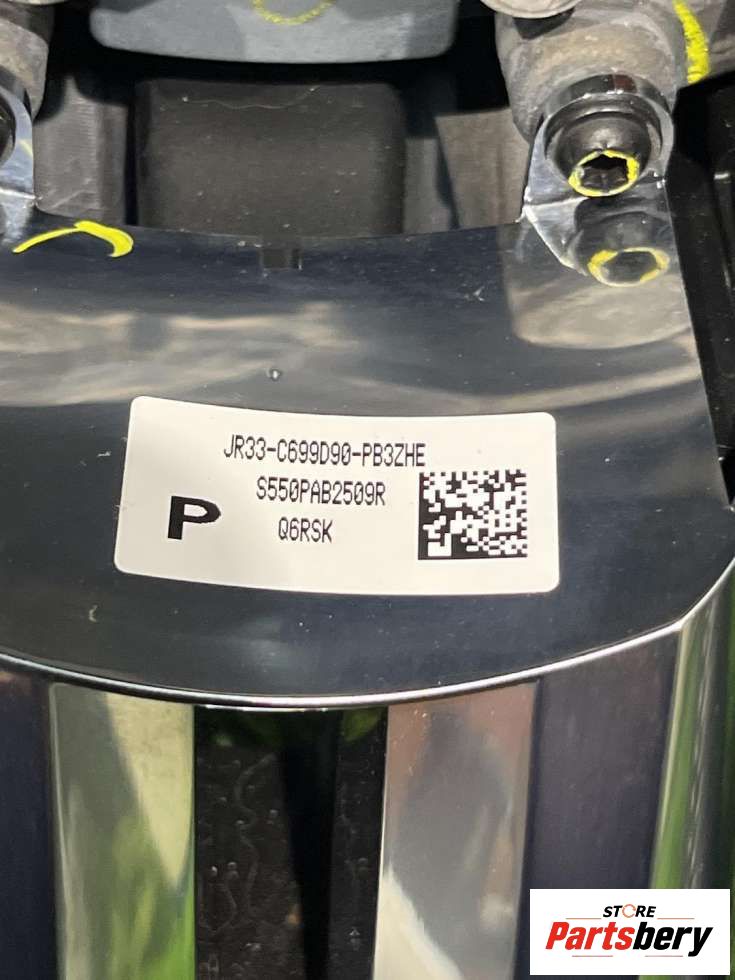 JR33-C699D90-PB3ZHE
S550PAB2509R
P
Q6RSK
STORE
Partsbery